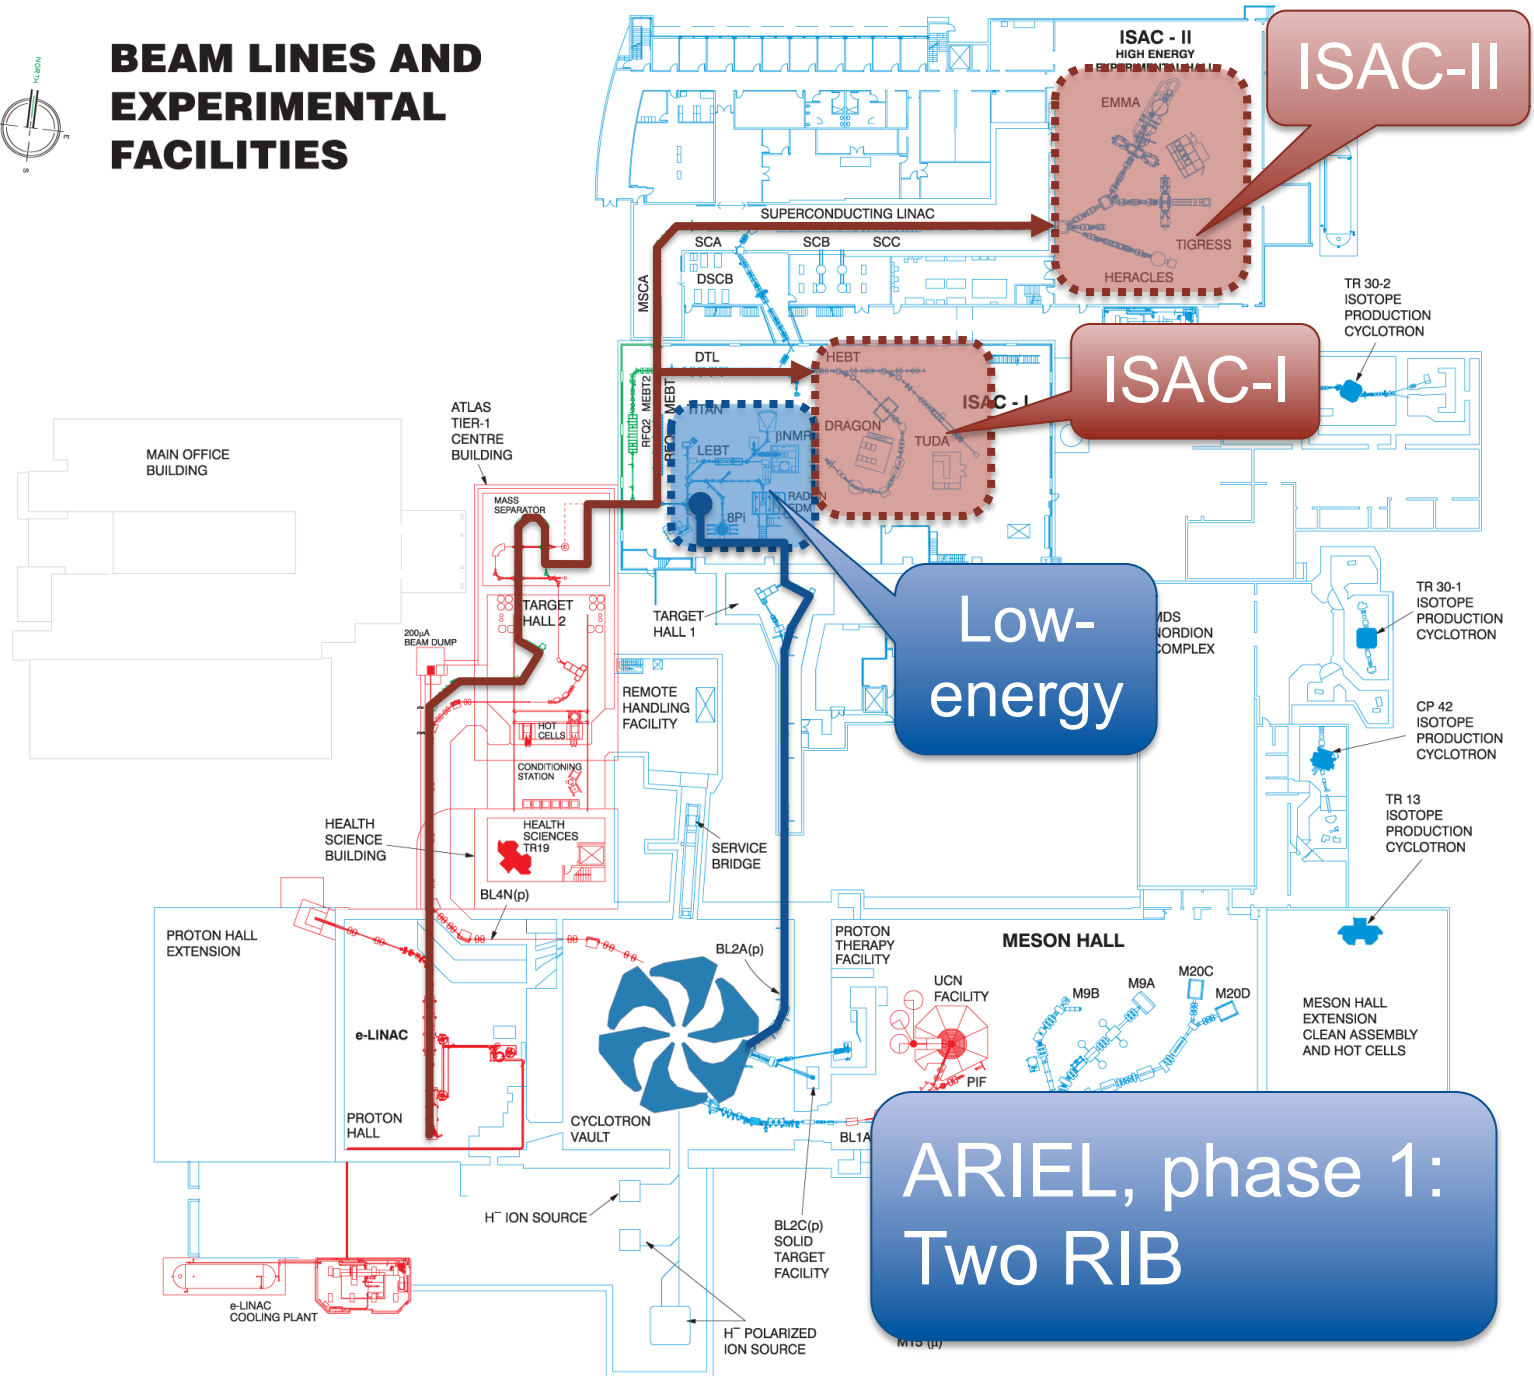 BEAM LINES AND
EXPERIMENTAL
FACILITIES
NORTH
E
S
ISAC - II
HIGH ENERGY
EXPERIMENTAL HALL
EMMA
TIGRESS
HERACLES
ISAC-II
SUPERCONDUCTING LINAC
SCA
SCB
SCC
DSCB
MSCA
DTL
HEBT
ISAC - I
ISAC-I
RFQ2 MEBT2
MEBT
TITAN
LEBT
βNMR
8Pi
DRAGON
TUDA
TR 30-2
ISOTOPE
PRODUCTION
CYCLOTRON
ATLAS
TIER-1
CENTRE
BUILDING
MAIN OFFICE
BUILDING
MASS
SEPARATOR
TARGET
HALL 2
200μA
BEAM DUMP
TARGET
HALL 1
Low-
energy
MDS
NORDION
COMPLEX
TR 30-1
ISOTOPE
PRODUCTION
CYCLOTRON
REMOTE
HANDLING
FACILITY
HOT
CELLS
CONDITIONING
STATION
CP 42
ISOTOPE
PRODUCTION
CYCLOTRON
HEALTH
SCIENCE
BUILDING
HEALTH
SCIENCES
TR19
SERVICE
BRIDGE
TR 13
ISOTOPE
PRODUCTION
CYCLOTRON
BL4N(p)
PROTON HALL
EXTENSION
BL2A(p)
PROTON
THERAPY
FACILITY
MESON HALL
UCN
FACILITY
M9B
M9A
M20C
M20D
MESON HALL
EXTENSION
CLEAN ASSEMBLY
AND HOT CELLS
e-LINAC
PIF
PROTON
HALL
CYCLOTRON
VAULT
BL1A
ARIEL, phase 1:
Two RIB
H⁻ ION SOURCE
BL2C(p)
SOLID
TARGET
FACILITY
e-LINAC
COOLING PLANT
H⁻ POLARIZED
ION SOURCE
M15 (μ)